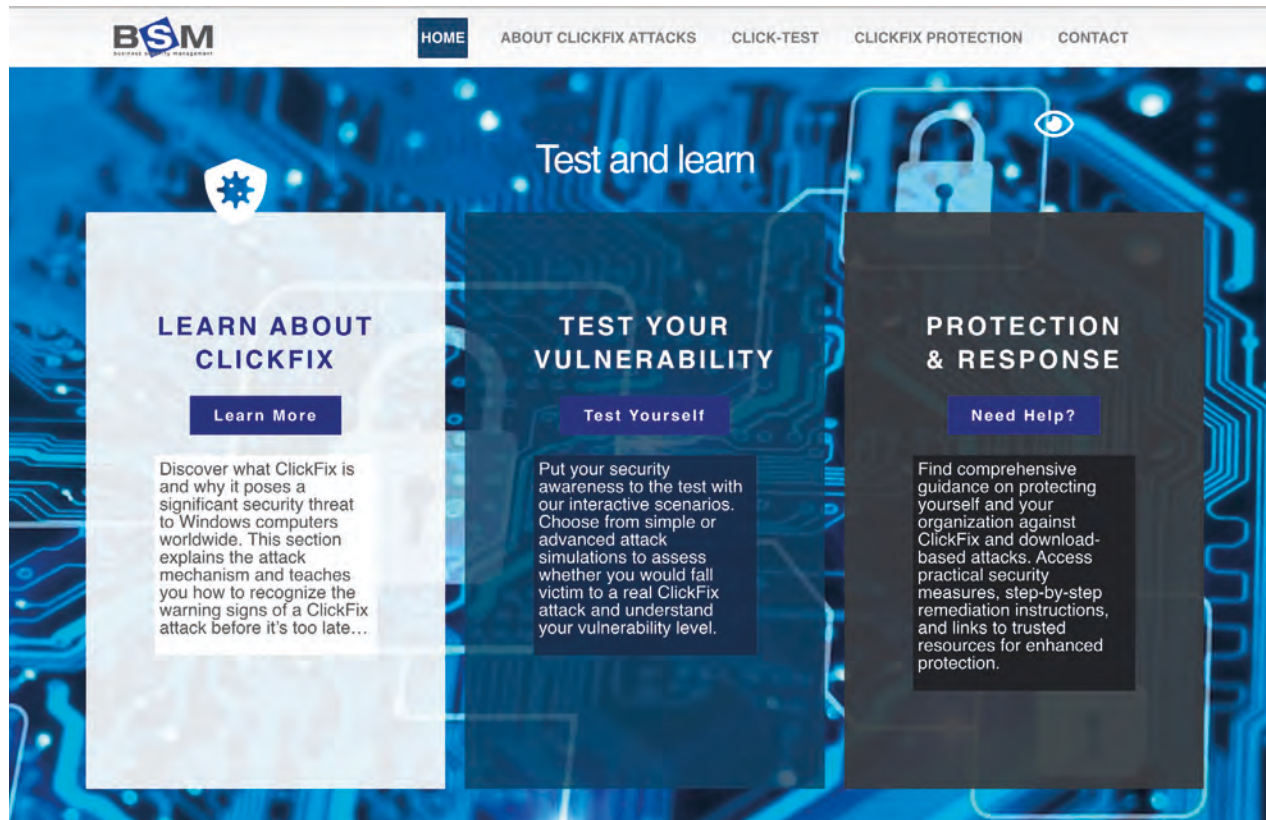 BSM
business security management
HOME
ABOUT CLICKFIX ATTACKS
CLICK-TEST
CLICKFIX PROTECTION
CONTACT
Test and learn
LEARN ABOUT
CLICKFIX
Learn More
Discover what ClickFix is
and why it poses a
significant security threat
to Windows computers
worldwide. This section
explains the attack
mechanism and teaches
you how to recognize the
warning signs of a ClickFix
attack before it's too late…
TEST YOUR
VULNERABILITY
Test Yourself
Put your security
awareness to the test with
our interactive scenarios.
Choose from simple or
advanced attack
simulations to assess
whether you would fall
victim to a real ClickFix
attack and understand
your vulnerability level.
PROTECTION
& RESPONSE
Need Help?
Find comprehensive
guidance on protecting
yourself and your
organization against
ClickFix and download-
based attacks. Access
practical security
measures, step-by-step
remediation instructions,
and links to trusted
resources for enhanced
protection.